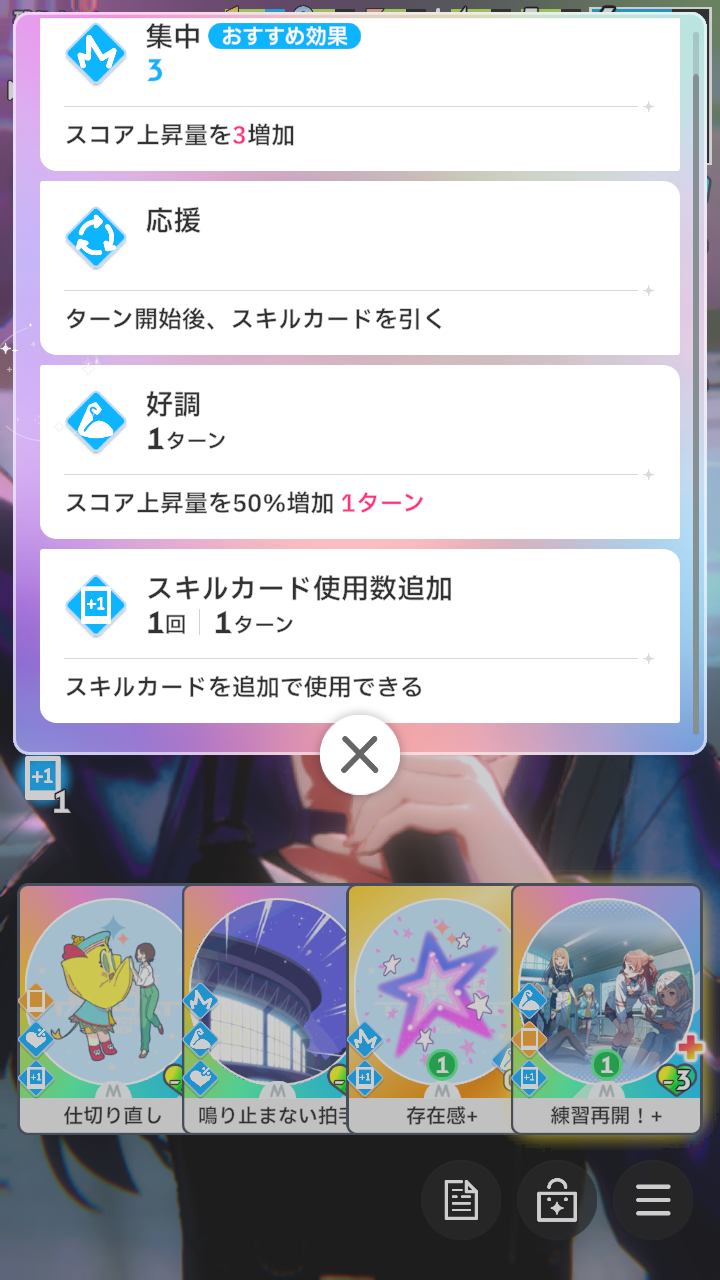 集中 おすすめ効果
3
スコア上昇量を3増加
応援
ターン開始後、スキルカードを引く
好調
1ターン
スコア上昇量を50%増加 1ターン
スキルカード使用数追加
1回 1ターン
スキルカードを追加で使用できる
+1
1
M M M M
1 1 -3
仕切り直し 鳴り止まない拍手 存在感+ 練習再開！+